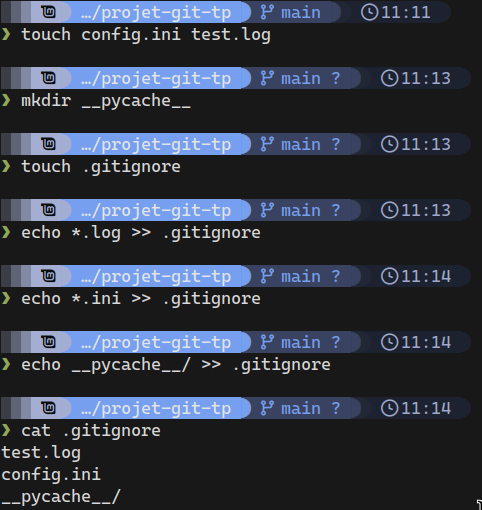 …/projet-git-tp main 11:11
❯ touch config.ini test.log
…/projet-git-tp main ? 11:13
❯ mkdir __pycache__
…/projet-git-tp main ? 11:13
❯ touch .gitignore
…/projet-git-tp main ? 11:13
❯ echo *.log >> .gitignore
…/projet-git-tp main ? 11:14
❯ echo *.ini >> .gitignore
…/projet-git-tp main ? 11:14
❯ echo __pycache__/ >> .gitignore
…/projet-git-tp main ? 11:14
❯ cat .gitignore
test.log
config.ini
__pycache__/